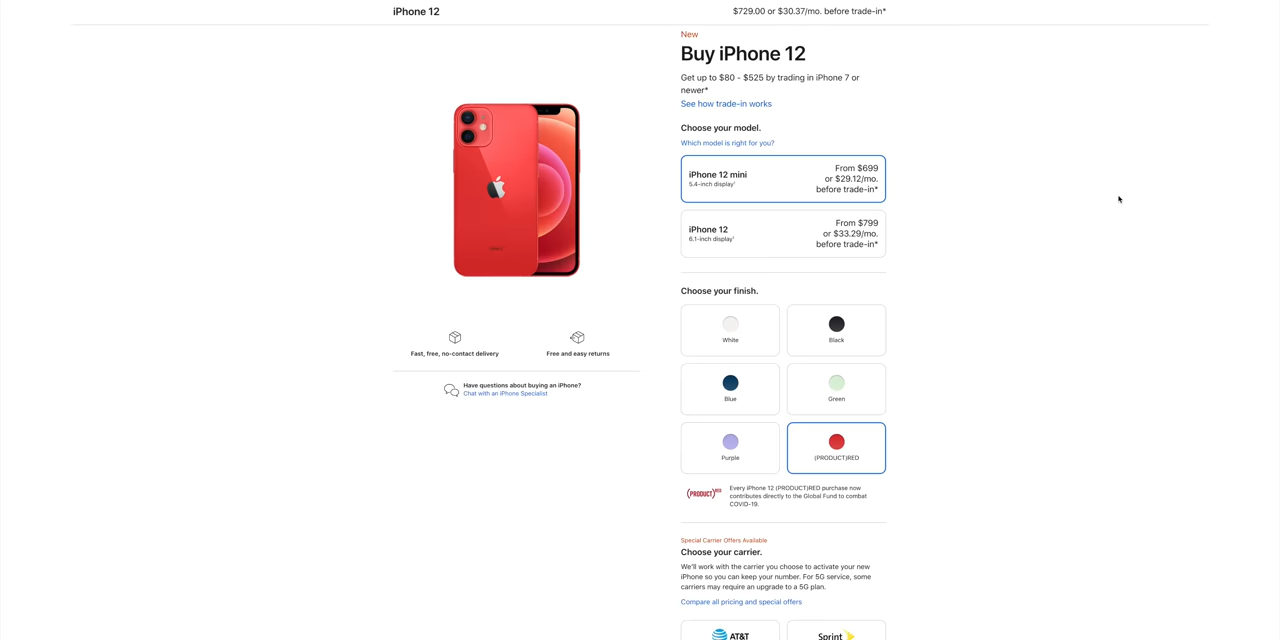 iPhone 12
$729.00 or $30.37/mo. before trade-in*
New
Buy iPhone 12
Get up to $80 - $525 by trading in iPhone 7 or
newer*
See how trade-in works
Choose your model.
Which model is right for you?
iPhone 12 mini
5.4-inch display¹
From $699
or $29.12/mo.
before trade-in*
iPhone 12
6.1-inch display¹
From $799
or $33.29/mo.
before trade-in*
Choose your finish.
White
Black
Blue
Green
Purple
(PRODUCT)RED
(PRODUCT)RED
Every iPhone 12 (PRODUCT)RED purchase now
contributes directly to the Global Fund to combat
COVID-19.
Special Carrier Offers Available
Choose your carrier.
We'll work with the carrier you choose to activate your new
iPhone so you can keep your number. For 5G service, some
carriers may require an upgrade to a 5G plan.
Compare all pricing and special offers
AT&T
Sprint
Fast, free, no-contact delivery
Free and easy returns
Have questions about buying an iPhone?
Chat with an iPhone Specialist